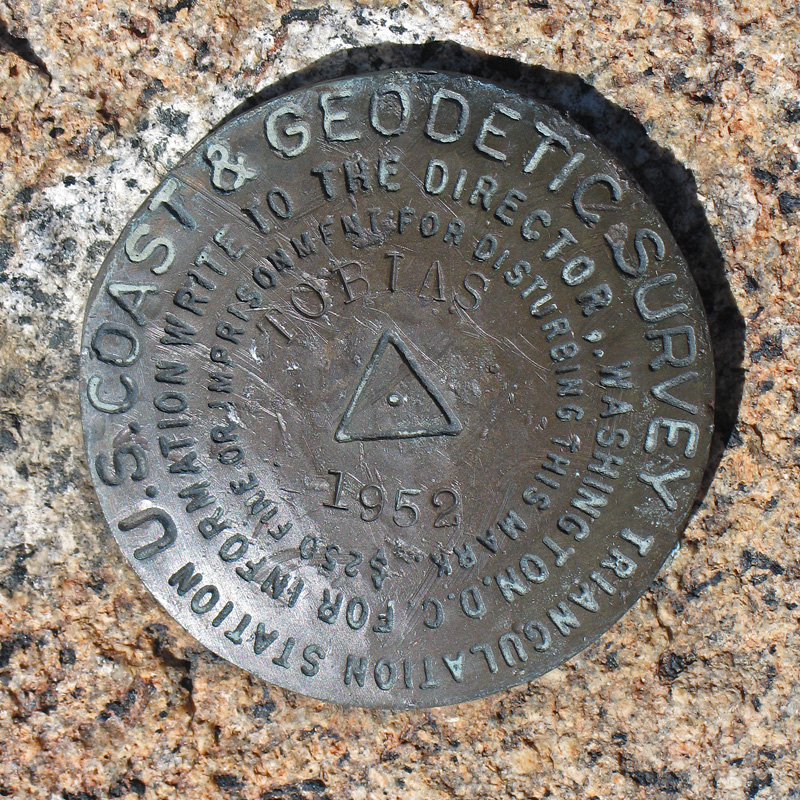 U.S. COAST & GEODETIC SURVEY
TRIANGULATION STATION
FOR INFORMATION WRITE TO THE DIRECTOR, WASHINGTON, D.C.
$250 FINE OR IMPRISONMENT FOR DISTURBING THIS MARK.
TOBIAS
1952